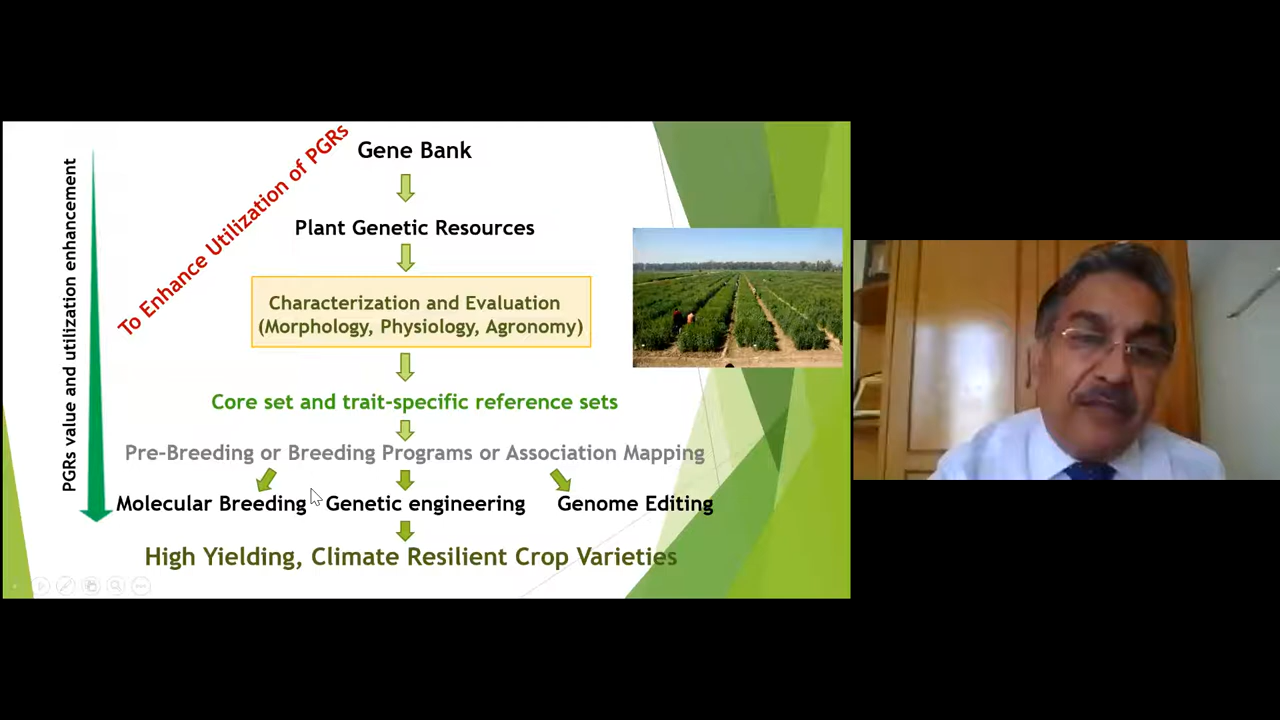 To Enhance Utilization of PGRs
PGRs value and utilization enhancement
Gene Bank
Plant Genetic Resources
Characterization and Evaluation
(Morphology, Physiology, Agronomy)
Core set and trait-specific reference sets
Pre-Breeding or Breeding Programs or Association Mapping
Molecular Breeding
Genetic engineering
Genome Editing
High Yielding, Climate Resilient Crop Varieties